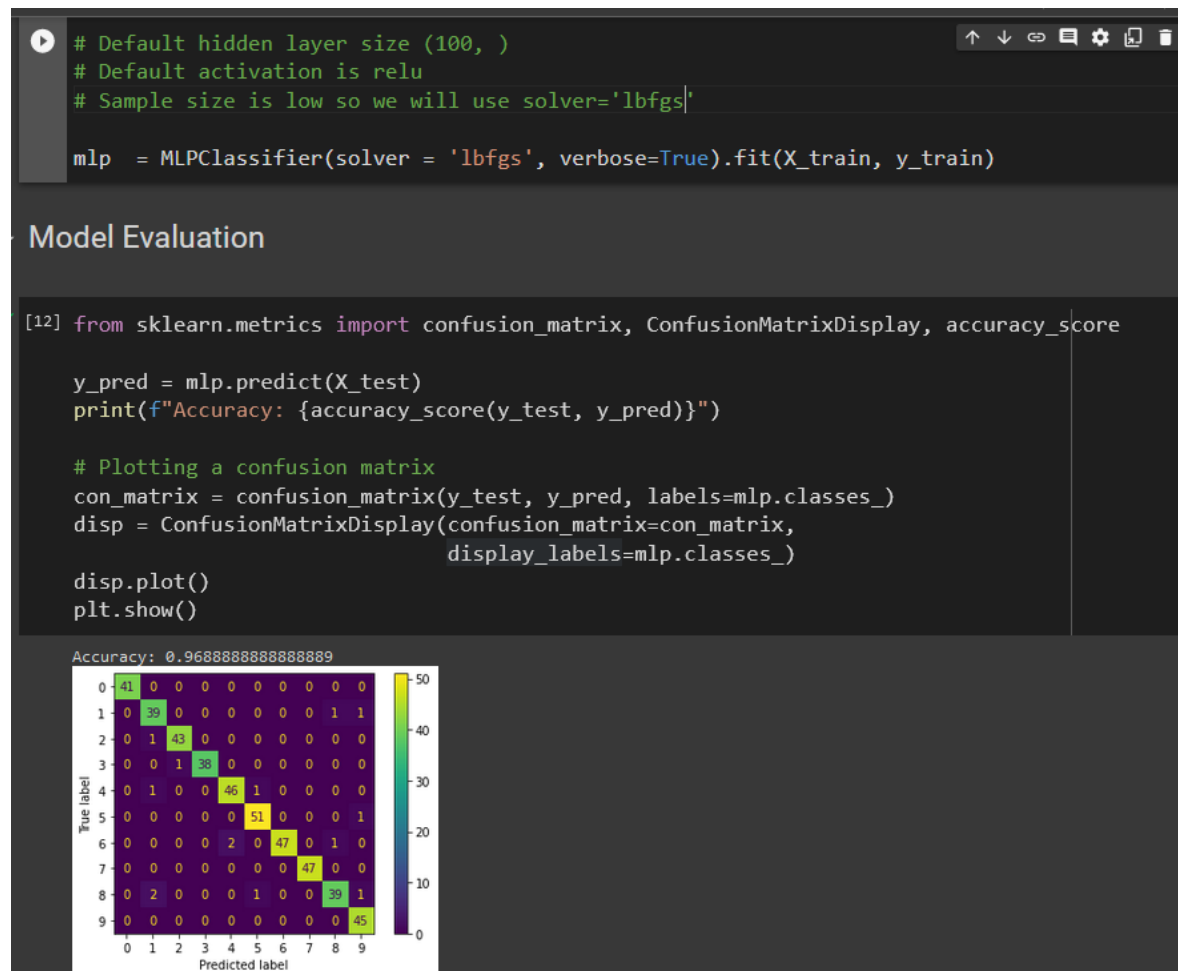 # Default hidden layer size (100, )
# Default activation is relu
# Sample size is low so we will use solver='lbfgs'
mlp  = MLPClassifier(solver = 'lbfgs', verbose=True).fit(X_train, y_train)
Model Evaluation
[12] from sklearn.metrics import confusion_matrix, ConfusionMatrixDisplay, accuracy_score
y_pred = mlp.predict(X_test)
print(f"Accuracy: {accuracy_score(y_test, y_pred)}")
# Plotting a confusion matrix
con_matrix = confusion_matrix(y_test, y_pred, labels=mlp.classes_)
disp = ConfusionMatrixDisplay(confusion_matrix=con_matrix,
display_labels=mlp.classes_)
disp.plot()
plt.show()
Accuracy: 0.9688888888888889
True label
0 41 0 0 0 0 0 0 0 0 0
1 0 39 0 0 0 0 0 0 1 1
2 0 1 43 0 0 0 0 0 0 0
3 0 0 1 38 0 0 0 0 0 0
4 0 1 0 0 46 1 0 0 0 0
5 0 0 0 0 0 51 0 0 0 1
6 0 0 0 0 2 0 47 0 1 0
7 0 0 0 0 0 0 0 47 0 0
8 0 2 0 0 0 1 0 0 39 1
9 0 0 0 0 0 0 0 0 0 45
0 1 2 3 4 5 6 7 8 9
Predicted label
50
40
30
20
10
0